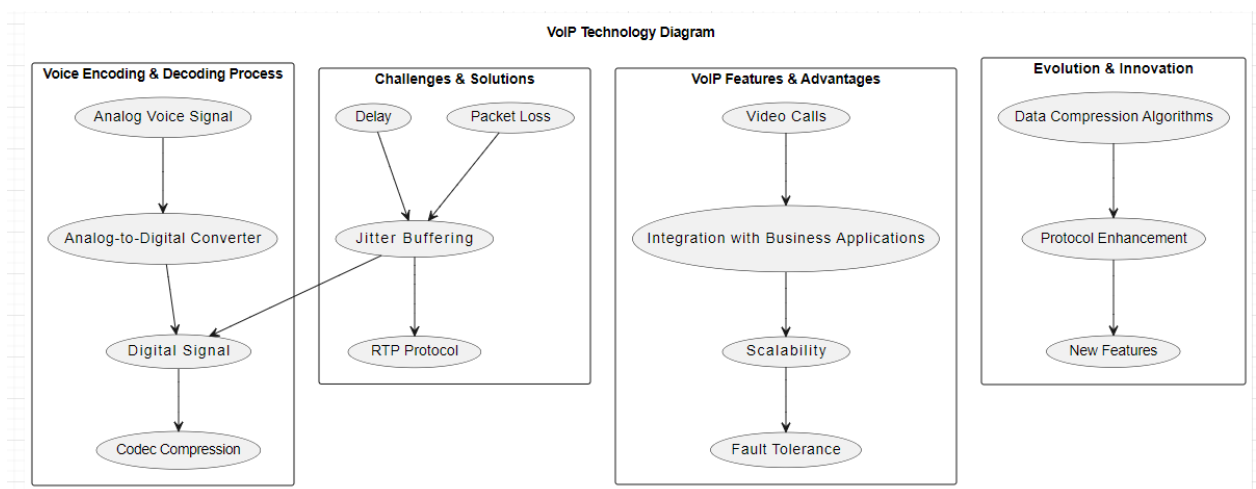 VoIP Technology Diagram
Voice Encoding & Decoding Process
Analog Voice Signal
Analog-to-Digital Converter
Digital Signal
Codec Compression
Challenges & Solutions
Delay
Packet Loss
Jitter Buffering
RTP Protocol
VoIP Features & Advantages
Video Calls
Integration with Business Applications
Scalability
Fault Tolerance
Evolution & Innovation
Data Compression Algorithms
Protocol Enhancement
New Features